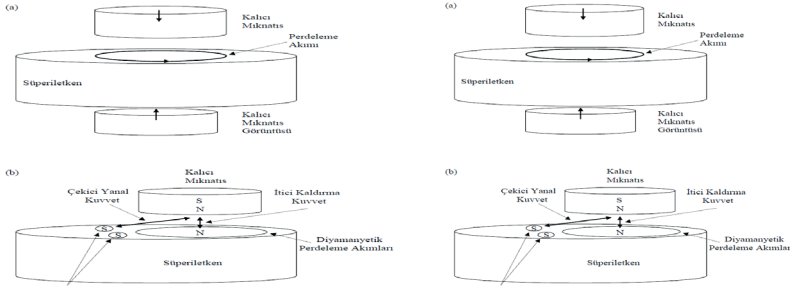 (a)
Kalıcı
Mıknatıs
Perdeleme
Akımı
Süperiletken
Kalıcı
Mıknatıs
Görüntüsü
(b)
Kalıcı
Mıknatıs
Çekici Yanal
Kuvvet
İtici Kaldırma
Kuvvet
S
N
S
S
N
Diyamanyetik
Perdeleme Akımları
Süperiletken
(a)
Kalıcı
Mıknatıs
Perdeleme
Akımı
Süperiletken
Kalıcı
Mıknatıs
Görüntüsü
(b)
Kalıcı
Mıknatıs
Çekici Yanal
Kuvvet
İtici Kaldırma
Kuvvet
S
N
S
S
N
Diyamanyetik
Perdeleme Akımları
Süperiletken